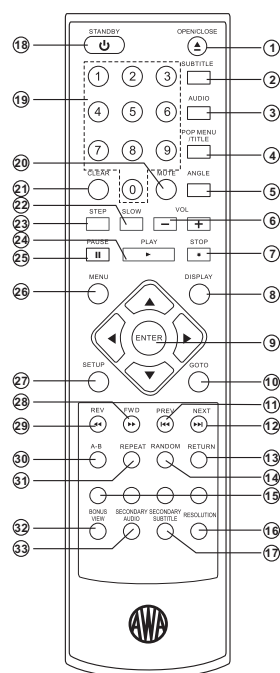 STANDBY OPEN/CLOSE
18 1
SUBTITLE
1 2 3
2
19
AUDIO
4 5 6
3
POP MENU
/TITLE
7 8 9
4
20
CLEAR MUTE ANGLE
21 0
5
22
STEP SLOW VOL
23 6
24
PAUSE PLAY STOP
25 7
MENU DISPLAY
26 8
ENTER
9
SETUP GOTO
27 10
28
REV FWD PREV NEXT
11
29 12
A-B REPEAT RANDOM RETURN
30 13
31 14
15
BONUS
VIEW
SECONDARY
AUDIO
SECONDARY
SUBTITLE
RESOLUTION
32 16
33 17
AWA